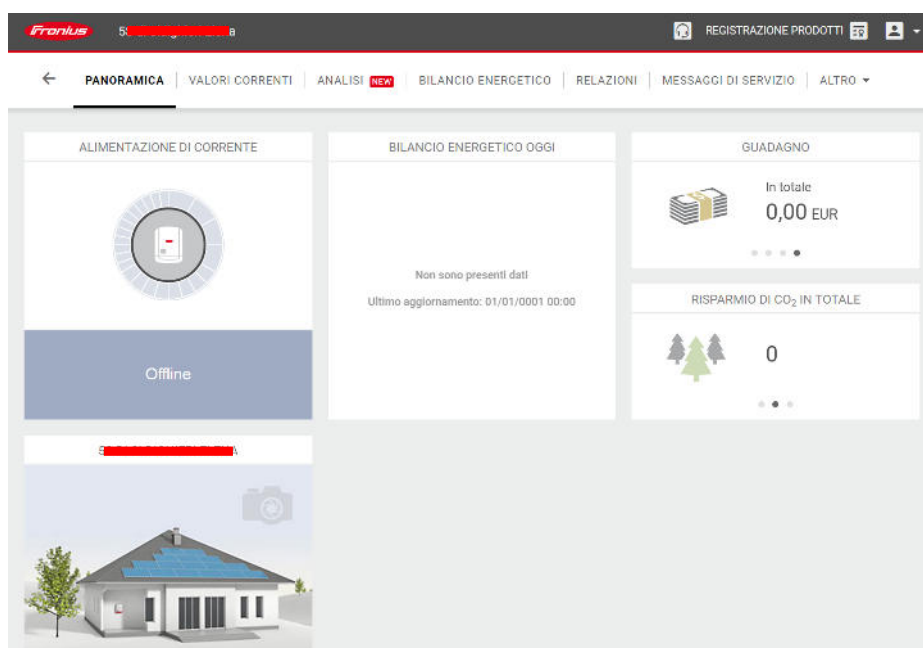 Fronius
REGISTRAZIONE PRODOTTI
PANORAMICA
VALORI CORRENTI
ANALISI NEW
BILANCIO ENERGETICO
RELAZIONI
MESSAGGI DI SERVIZIO
ALTRO
ALIMENTAZIONE DI CORRENTE
Offline
BILANCIO ENERGETICO OGGI
Non sono presenti dati
Ultimo aggiornamento: 01/01/0001 00:00
GUADAGNO
In totale
0,00 EUR
RISPARMIO DI CO₂ IN TOTALE
0